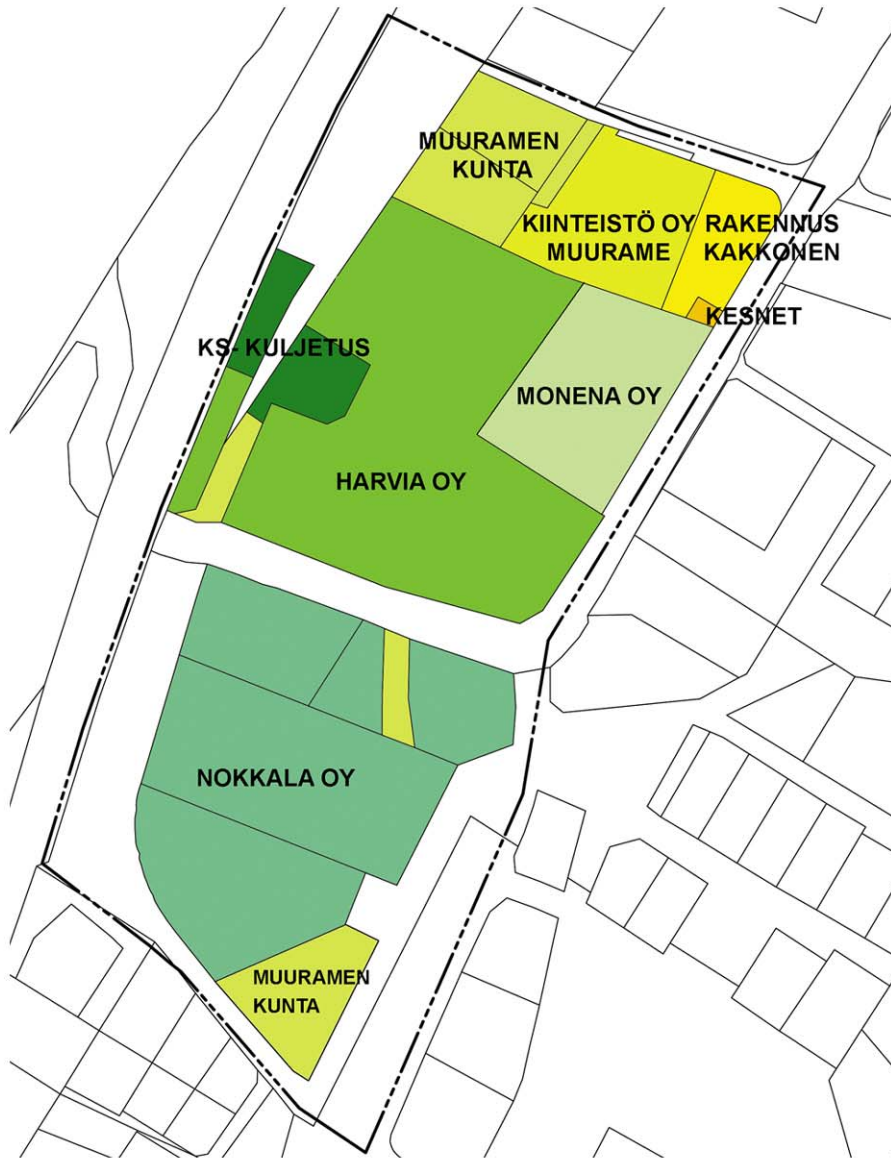 MUURAMEN
KUNTA
KIINTEISTÖ OY
MUURAME
RAKENNUS
KAKKONEN
KESNET
KS- KULJETUS
MONENA OY
HARVIA OY
NOKKALA OY
MUURAMEN
KUNTA